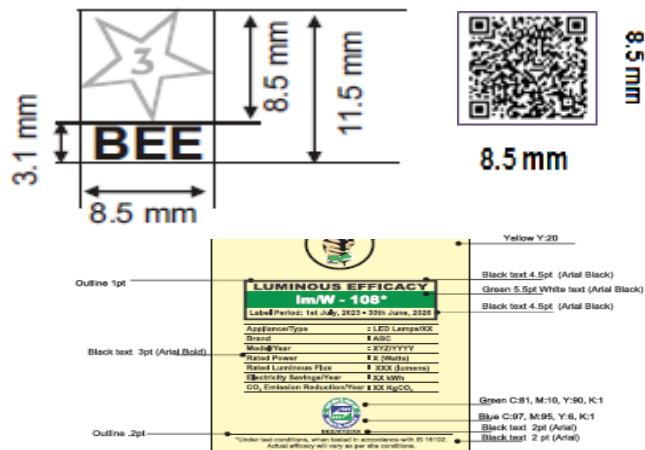 3
BEE
3.1 mm
8.5 mm
11.5 mm
8.5 mm
8.5 mm
8.5 mm
Yellow Y:20
Outline 1pt
Black text 4.5pt (Arial Black)
LUMINOUS EFFICACY
Green 5.5pt White text (Arial Black)
lm/W - 108*
Label Period: 1st July, 2023 • 30th June, 2026
Black text 4.5pt (Arial Black)
Appliance/Type : LED Lamps/XX
Brand : ABC
Model/Year : XYZ/YYYY
Black text 3pt (Arial Bold)
Rated Power : X (Watts)
Rated Luminous Flux : XXX (lumens)
Electricity Savings/Year : XX kWh
CO₂ Emission Reduction/Year : XX KgCO₂
Green C:81, M:10, Y:90, K:1
Blue C:97, M:95, Y:6, K:1
Black text 2pt (Arial)
Outline .2pt
*Under test conditions, when tested in accordance with IS 16102.
Black text 2 pt (Arial)
Actual efficacy will vary as per site conditions.